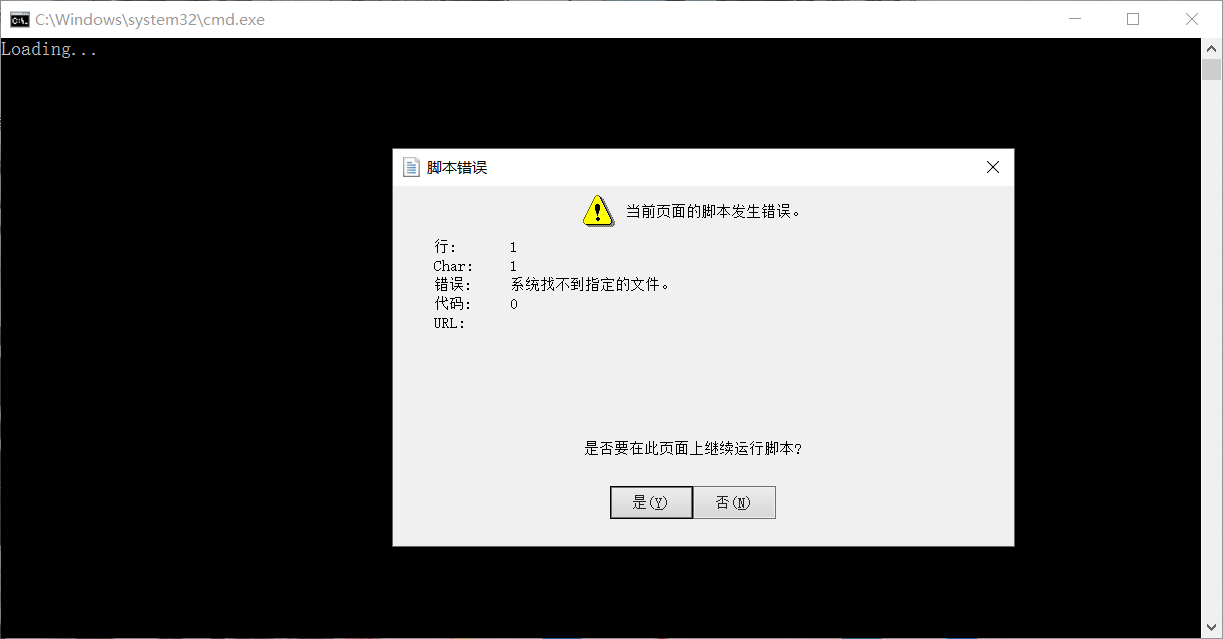 C:\Windows\system32\cmd.exe
Loading...
脚本错误
当前页面的脚本发生错误。
行: 1
Char: 1
错误: 系统找不到指定的文件。
代码: 0
URL:
是否要在此页面上继续运行脚本?
是(Y) 否(N)